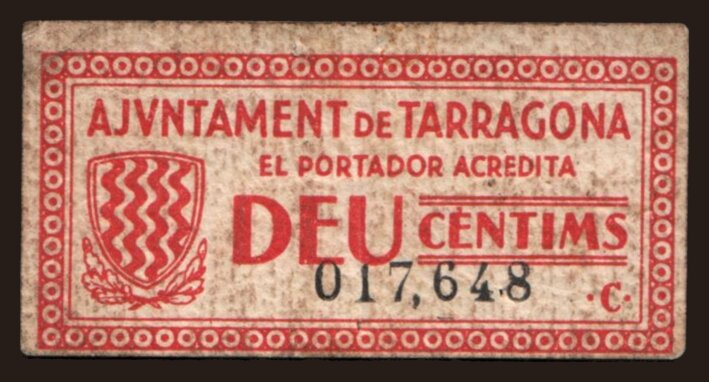 AJVNTAMENT DE TARRAGONA
EL PORTADOR ACREDITA
DEU CÈNTIMS
017,648
·C·